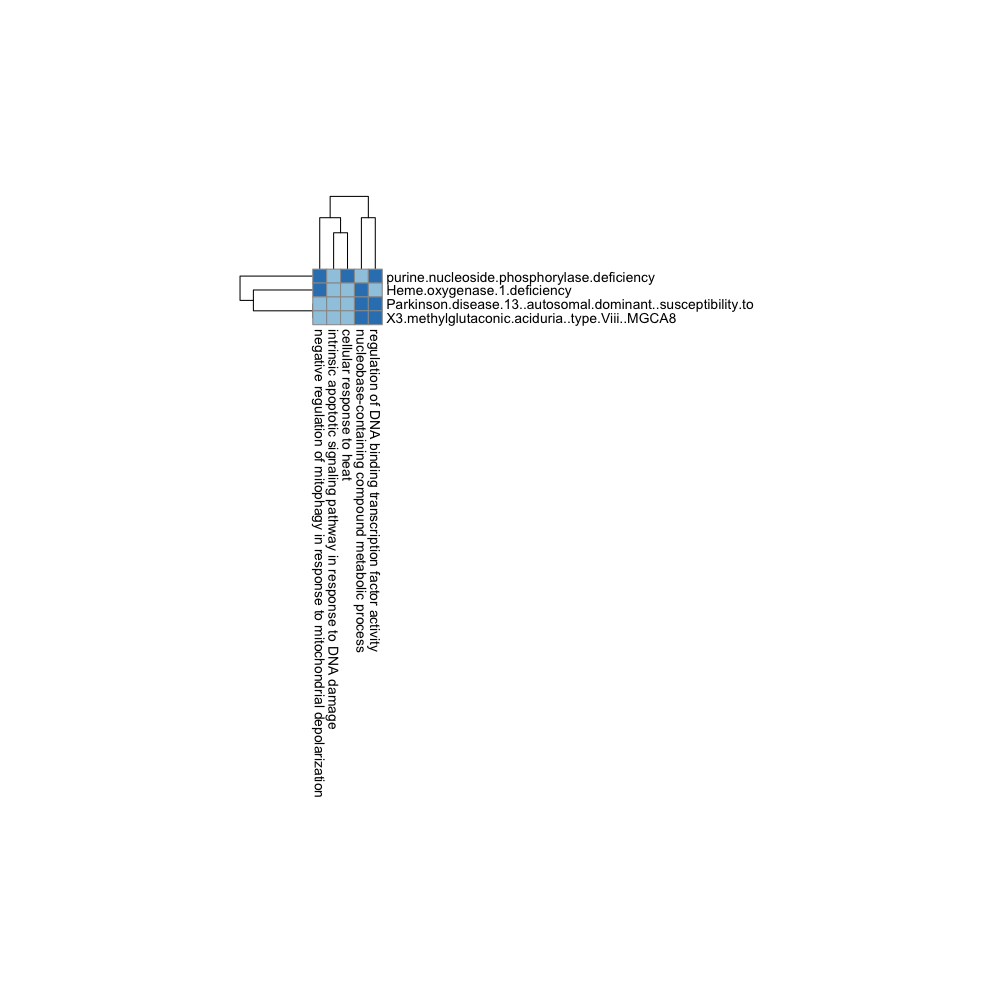 purine.nucleoside.phosphorylase.deficiency
Heme.oxygenase.1.deficiency
Parkinson.disease.13..autosomal.dominant..susceptibility.to
X3.methylglutaconic.aciduria..type.Viii..MGCA8
negative regulation of mitophagy in response to mitochondrial depolarization
intrinsic apoptotic signaling pathway in response to DNA damage
cellular response to heat
nucleobase-containing compound metabolic process
regulation of DNA binding transcription factor activity